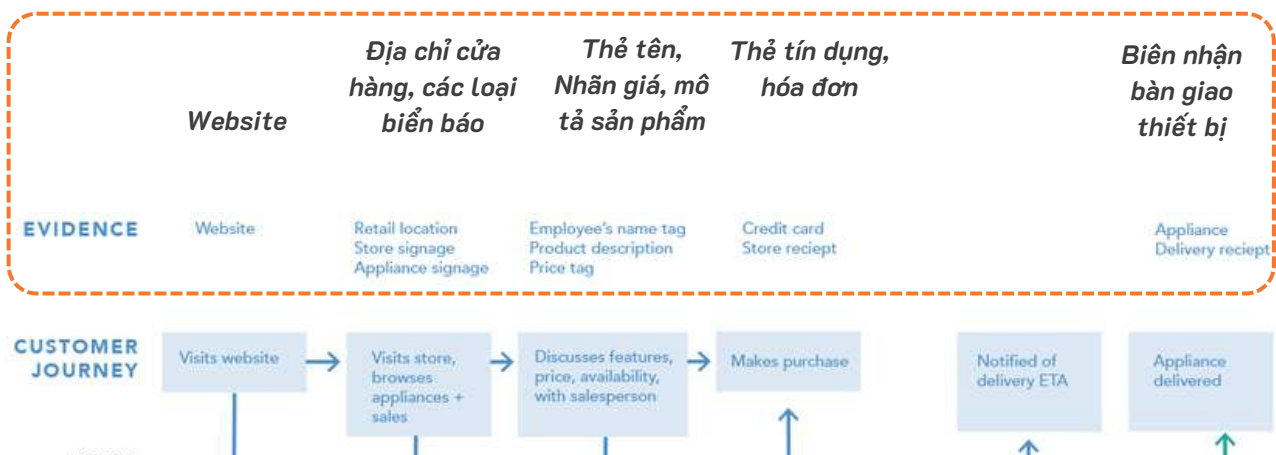 Website
Địa chỉ cửa
hàng, các loại
biển báo
Thẻ tên,
Nhãn giá, mô
tả sản phẩm
Thẻ tín dụng,
hóa đơn
Biên nhận
bàn giao
thiết bị
EVIDENCE
Website
Retail location
Store signage
Appliance signage
Employee's name tag
Product description
Price tag
Credit card
Store reciept
Appliance
Delivery reciept
CUSTOMER
JOURNEY
Visits website
Visits store,
browses
appliances +
sales
Discusses features,
price, availability,
with salesperson
Makes purchase
Notified of
delivery ETA
Appliance
delivered